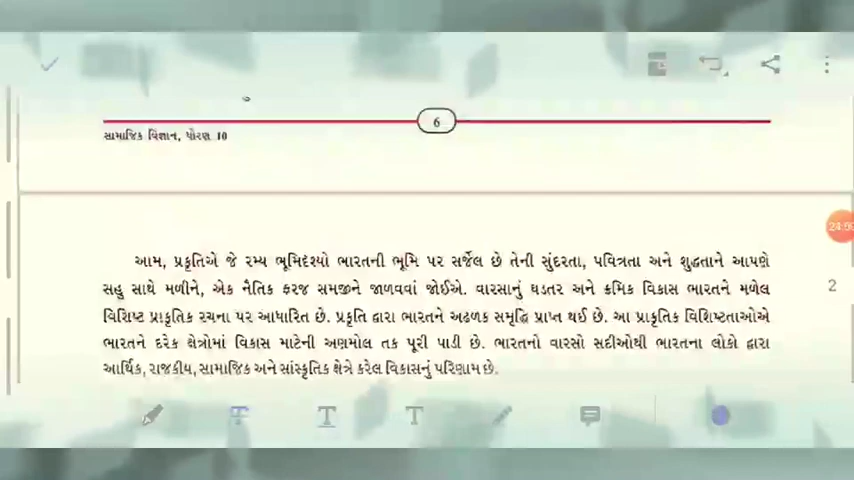 6
સામાજિક વિજ્ઞાન, ધોરણ 10
24:00
આમ, પ્રકૃતિએ જે રમ્ય ભૂમિદૃશ્યો ભારતની ભૂમિ પર સર્જેલ છે તેની સુંદરતા, પવિત્રતા અને શુદ્ધતાને આપણે
સહુ સાથે મળીને, એક નૈતિક ફરજ સમજીને જાળવવાં જોઈએ. વારસાનું ઘડતર અને ક્રમિક વિકાસ ભારતને મળેલ
2
વિશિષ્ટ પ્રાકૃતિક રચના પર આધારિત છે. પ્રકૃતિ દ્વારા ભારતને અઢળક સમૃદ્ધિ પ્રાપ્ત થઈ છે. આ પ્રાકૃતિક વિશિષ્ટતાઓએ
ભારતને દરેક ક્ષેત્રોમાં વિકાસ માટેની અણમોલ તક પૂરી પાડી છે. ભારતનો વારસો સદીઓથી ભારતના લોકો દ્વારા
આર્થિક, રાજકીય, સામાજિક અને સાંસ્કૃતિક ક્ષેત્રે કરેલ વિકાસનું પરિણામ છે.